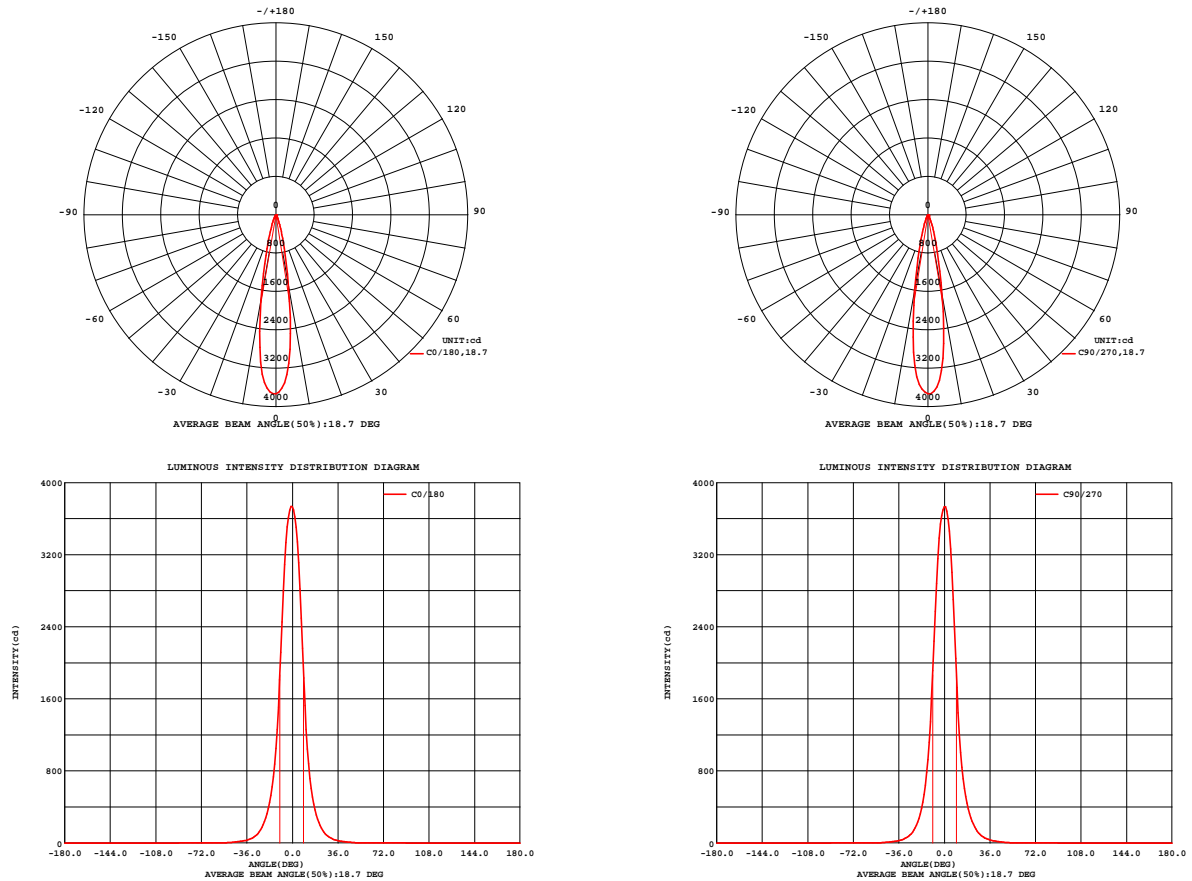 -/+180
-150 150
-120 120
-90 90
0
800
1600
2400
3200
4000
-60 60
-30 30
0
UNIT:cd
C0/180,18.7
AVERAGE BEAM ANGLE(50%):18.7 DEG
-/+180
-150 150
-120 120
-90 90
0
800
1600
2400
3200
4000
-60 60
-30 30
0
UNIT:cd
C90/270,18.7
AVERAGE BEAM ANGLE(50%):18.7 DEG
LUMINOUS INTENSITY DISTRIBUTION DIAGRAM
C0/180
INTENSITY(cd)
4000
3200
2400
1600
800
0
-180.0 -144.0 -108.0 -72.0 -36.0 0.0 36.0 72.0 108.0 144.0 180.0
ANGLE(DEG)
AVERAGE BEAM ANGLE(50%):18.7 DEG
LUMINOUS INTENSITY DISTRIBUTION DIAGRAM
C90/270
INTENSITY(cd)
4000
3200
2400
1600
800
0
-180.0 -144.0 -108.0 -72.0 -36.0 0.0 36.0 72.0 108.0 144.0 180.0
ANGLE(DEG)
AVERAGE BEAM ANGLE(50%):18.7 DEG